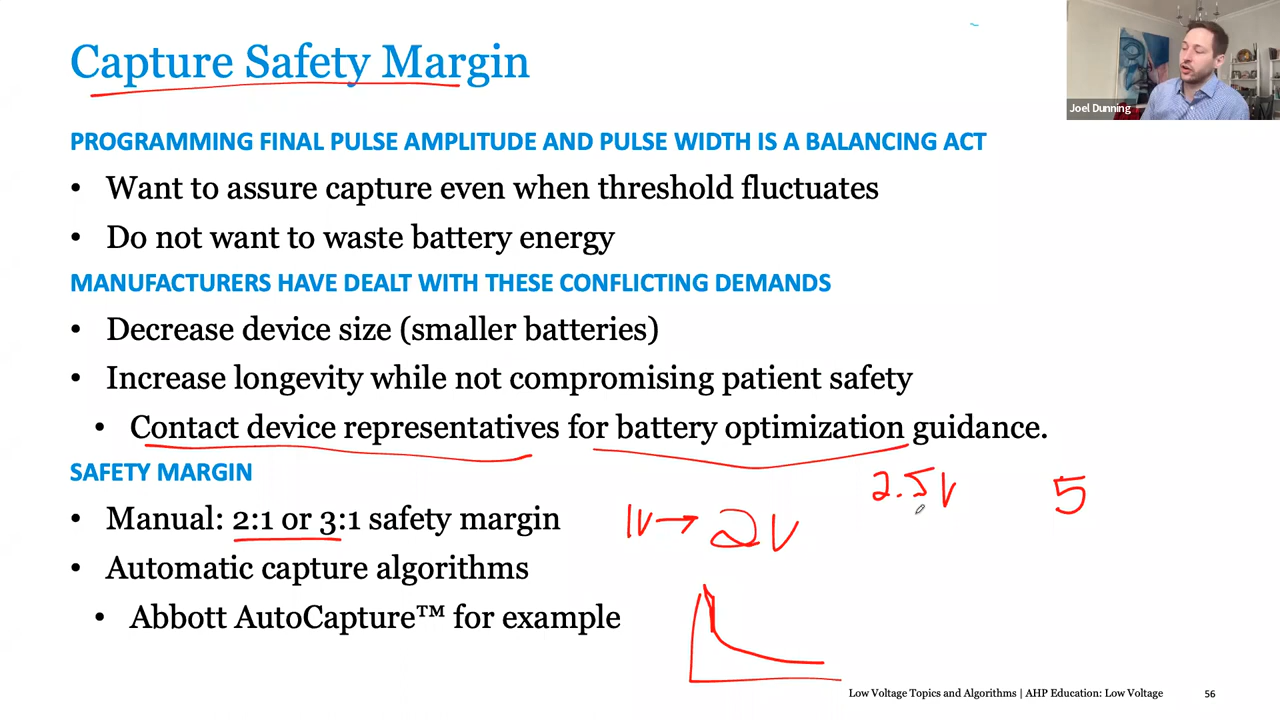 Capture Safety Margin
Joel Dunning
PROGRAMMING FINAL PULSE AMPLITUDE AND PULSE WIDTH IS A BALANCING ACT
• Want to assure capture even when threshold fluctuates
• Do not want to waste battery energy
MANUFACTURERS HAVE DEALT WITH THESE CONFLICTING DEMANDS
• Decrease device size (smaller batteries)
• Increase longevity while not compromising patient safety
• Contact device representatives for battery optimization guidance.
SAFETY MARGIN
2.5V 5
• Manual: 2:1 or 3:1 safety margin
1V → 2V
• Automatic capture algorithms
• Abbott AutoCapture™ for example
Low Voltage Topics and Algorithms | AHP Education: Low Voltage 56